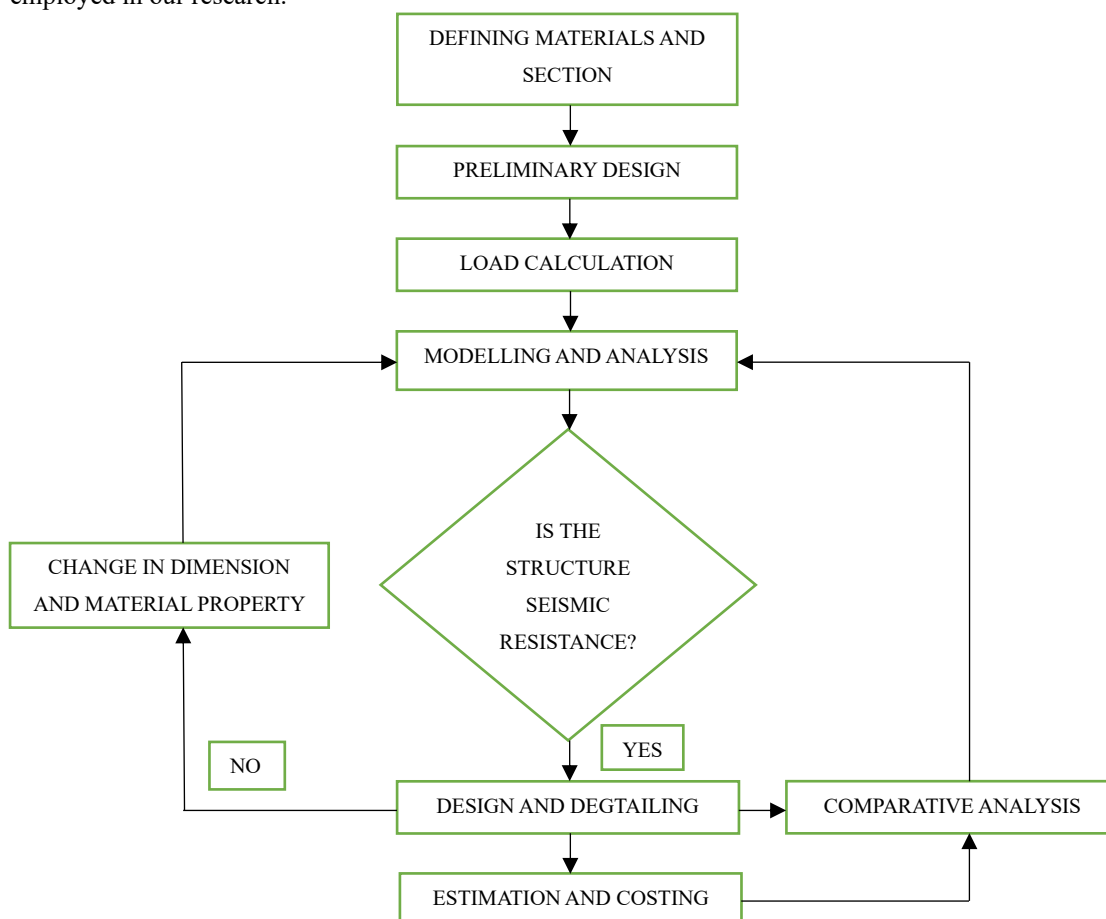 employed in our research.
DEFINING MATERIALS AND
SECTION
PRELIMINARY DESIGN
LOAD CALCULATION
MODELLING AND ANALYSIS
IS THE
STRUCTURE
SEISMIC
RESISTANCE?
CHANGE IN DIMENSION
AND MATERIAL PROPERTY
NO
YES
DESIGN AND DEGTAILING
COMPARATIVE ANALYSIS
ESTIMATION AND COSTING